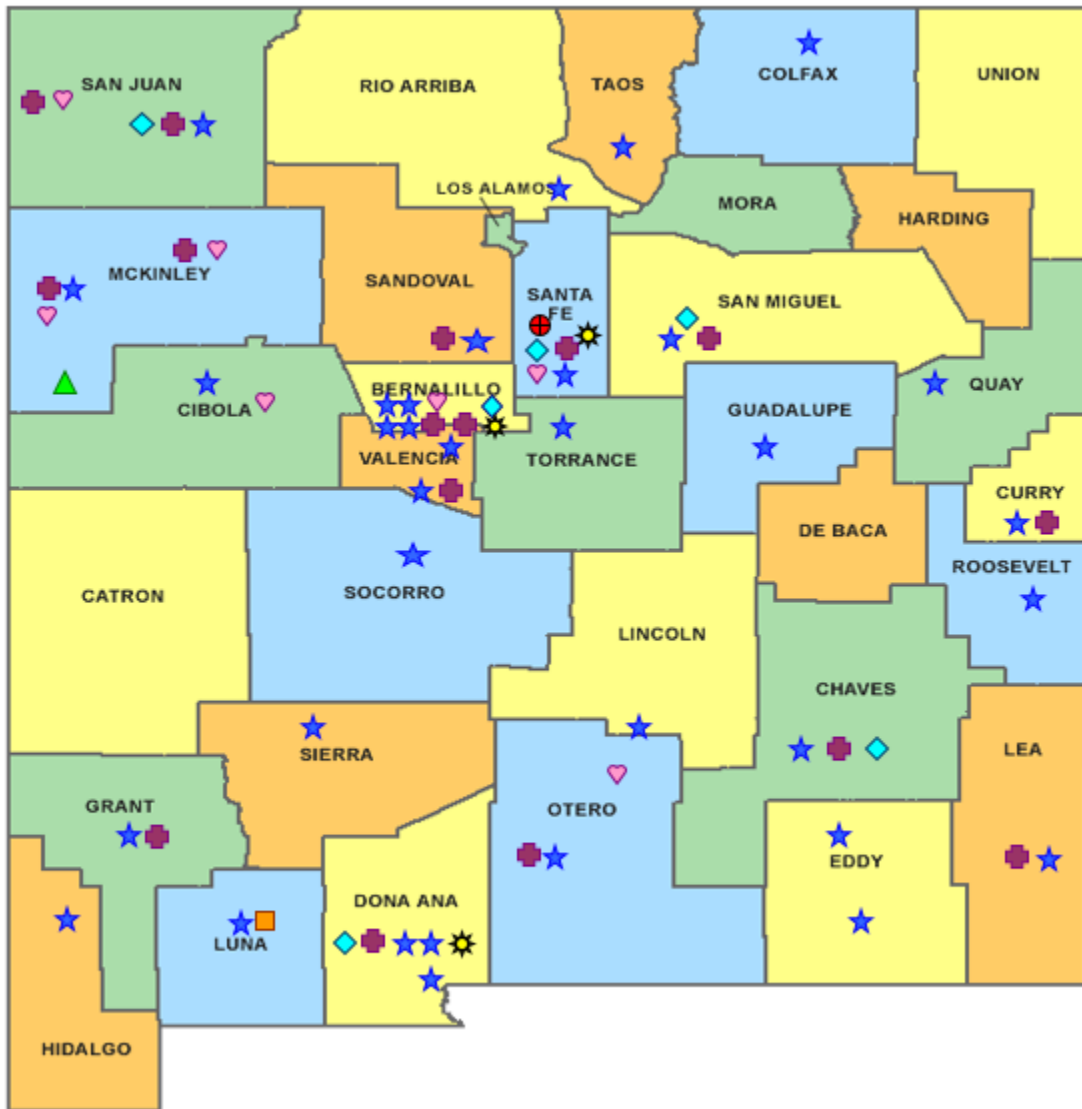 COLFAX
UNION
SAN JUAN
RIO ARRIBA
TAOS
LOS ALAMOS
MORA
HARDING
MCKINLEY
SANDOVAL
SANTA
FE
SAN MIGUEL
QUAY
CIBOLA
BERNALILLO
GUADALUPE
VALENCIA
TORRANCE
CURRY
DE BACA
ROOSEVELT
CATRON
SOCORRO
LINCOLN
CHAVES
SIERRA
LEA
GRANT
OTERO
EDDY
DONA ANA
LUNA
HIDALGO